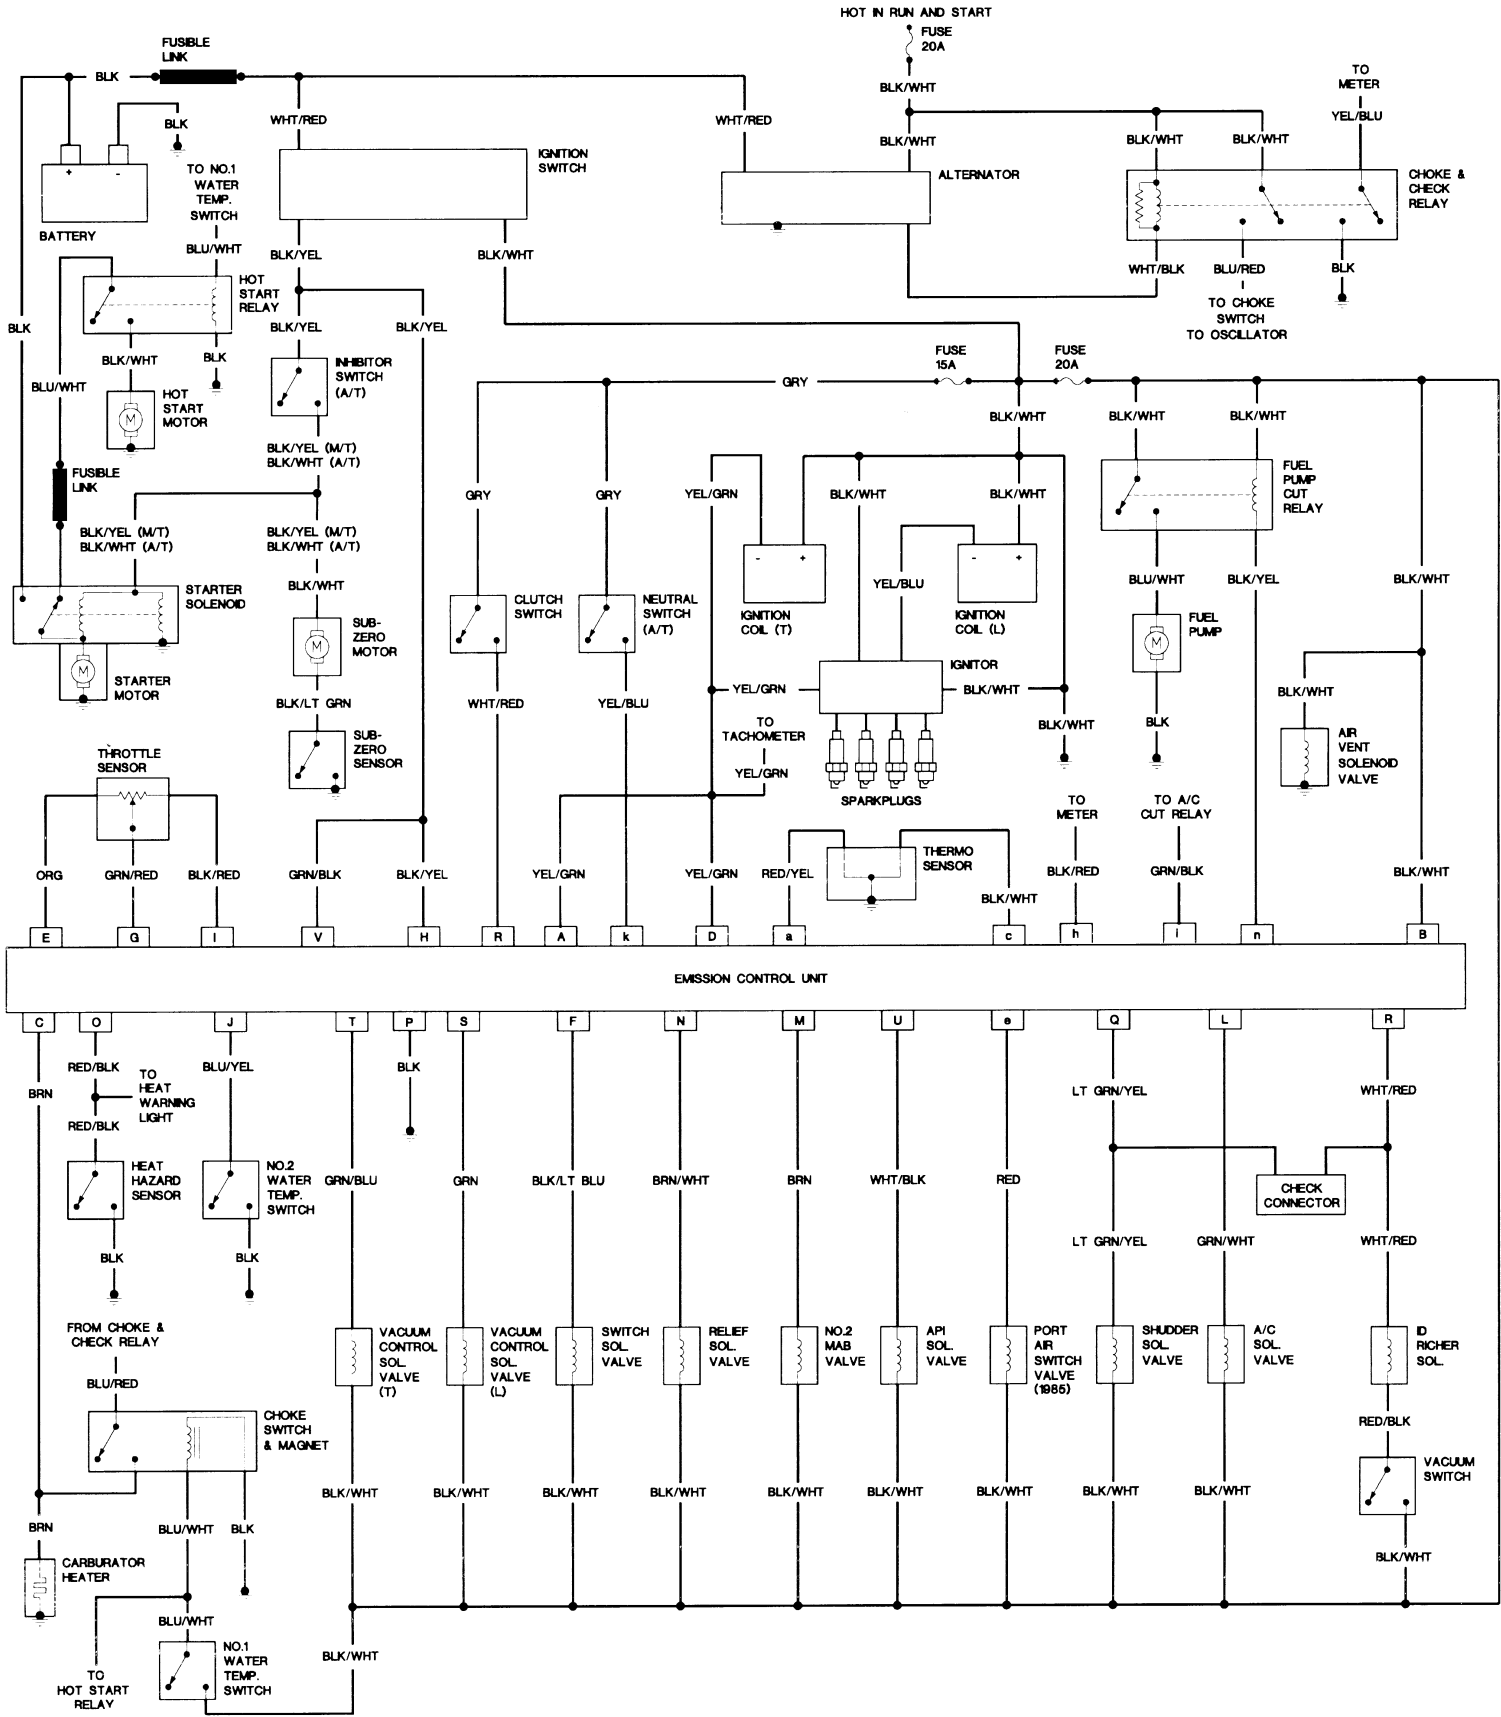 HOT IN RUN AND START
FUSE
20A
FUSIBLE
LINK
BLK
BLK/WHT
TO
METER
YEL/BLU
BLK
WHT/RED
WHT/RED
BLK/WHT
BLK/WHT
BLK/WHT
IGNITION
SWITCH
ALTERNATOR
CHOKE &
CHECK
RELAY
+
-
BATTERY
TO NO.1
WATER
TEMP.
SWITCH
BLU/WHT
BLK/YEL
BLK/WHT
WHT/BLK
BLU/RED
BLK
HOT
START
RELAY
TO CHOKE
SWITCH
TO OSCILLATOR
BLK
BLK/YEL
BLK/YEL
BLK/WHT
BLK
BLU/WHT
INHIBITOR
SWITCH
(A/T)
FUSE
15A
FUSE
20A
GRY
HOT
START
MOTOR
M
BLK/WHT
BLK/WHT
BLK/WHT
BLK/YEL (M/T)
BLK/WHT (A/T)
FUSIBLE
LINK
GRY
GRY
YEL/GRN
BLK/WHT
BLK/WHT
FUEL
PUMP
CUT
RELAY
BLK/YEL (M/T)
BLK/WHT (A/T)
BLK/YEL (M/T)
BLK/WHT (A/T)
-
+
-
+
BLK/WHT
YEL/BLU
BLU/WHT
BLK/YEL
BLK/WHT
STARTER
SOLENOID
CLUTCH
SWITCH
NEUTRAL
SWITCH
(A/T)
IGNITION
COIL (T)
IGNITION
COIL (L)
SUB-
ZERO
MOTOR
M
FUEL
PUMP
M
STARTER
MOTOR
M
IGNITOR
YEL/GRN
BLK/WHT
BLK/LT GRN
WHT/RED
YEL/BLU
BLK/WHT
BLK
BLK/WHT
TO
TACHOMETER
YEL/GRN
SUB-
ZERO
SENSOR
AIR
VENT
SOLENOID
VALVE
THROTTLE
SENSOR
SPARKPLUGS
TO
METER
TO A/C
CUT RELAY
THERMO
SENSOR
ORG
GRN/RED
BLK/RED
GRN/BLK
BLK/YEL
YEL/GRN
YEL/GRN
RED/YEL
BLK/WHT
BLK/RED
GRN/BLK
BLK/WHT
E
G
I
V
H
R
A
k
D
a
c
h
i
n
B
EMISSION CONTROL UNIT
C
O
J
T
P
S
F
N
M
U
e
Q
L
R
RED/BLK
BLU/YEL
BLK
BRN
TO
HEAT
WARNING
LIGHT
LT GRN/YEL
WHT/RED
RED/BLK
HEAT
HAZARD
SENSOR
NO.2
WATER
TEMP.
SWITCH
GRN/BLU
GRN
BLK/LT BLU
BRN/WHT
BRN
WHT/BLK
RED
CHECK
CONNECTOR
BLK
BLK
LT GRN/YEL
GRN/WHT
WHT/RED
FROM CHOKE &
CHECK RELAY
VACUUM
CONTROL
SOL.
VALVE
(T)
VACUUM
CONTROL
SOL.
VALVE
(L)
SWITCH
SOL.
VALVE
RELIEF
SOL.
VALVE
NO.2
MAB
VALVE
API
SOL.
VALVE
PORT
AIR
SWITCH
VALVE
(1985)
SHUDDER
SOL.
VALVE
A/C
SOL.
VALVE
ID
RICHER
SOL.
BLU/RED
CHOKE
SWITCH
& MAGNET
RED/BLK
VACUUM
SWITCH
BLK/WHT
BLK/WHT
BLK/WHT
BLK/WHT
BLK/WHT
BLK/WHT
BLK/WHT
BLK/WHT
BLK/WHT
BRN
BLU/WHT
BLK
BLK/WHT
CARBURATOR
HEATER
BLU/WHT
NO.1
WATER
TEMP.
SWITCH
BLK/WHT
TO
HOT START
RELAY